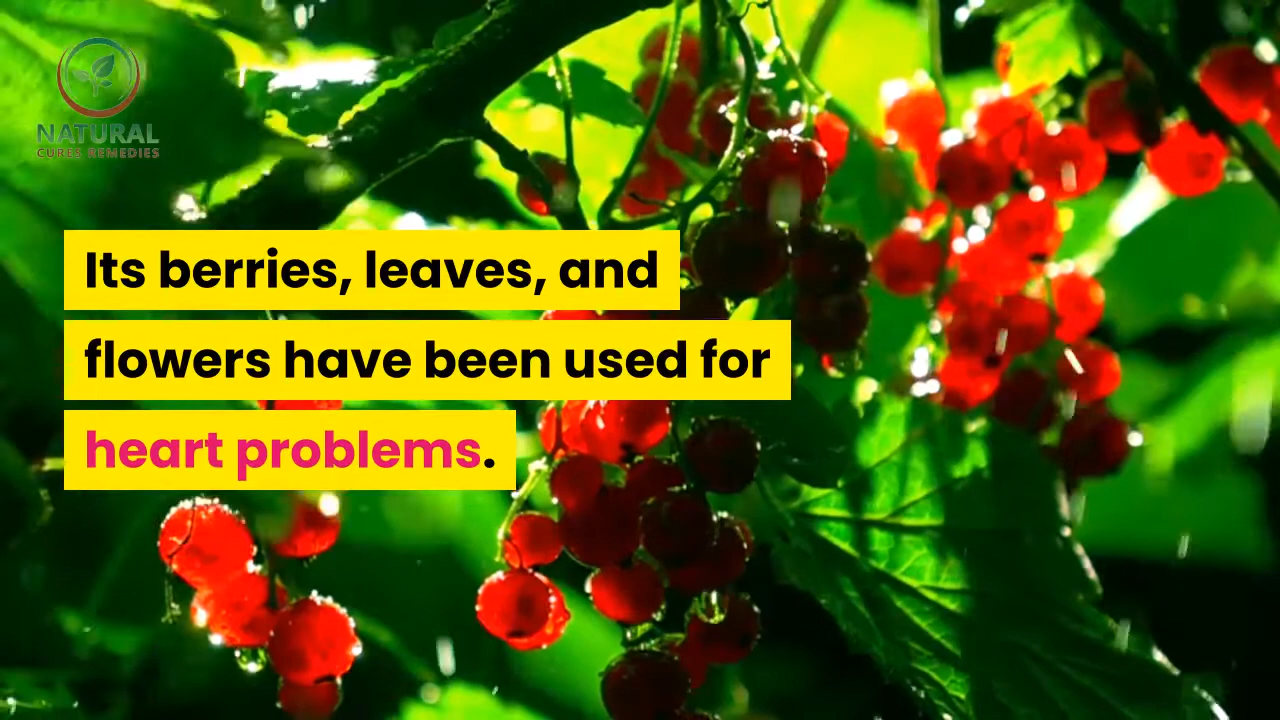 NATURAL
CURES REMEDIES
Its berries, leaves, and
flowers have been used for
heart problems.